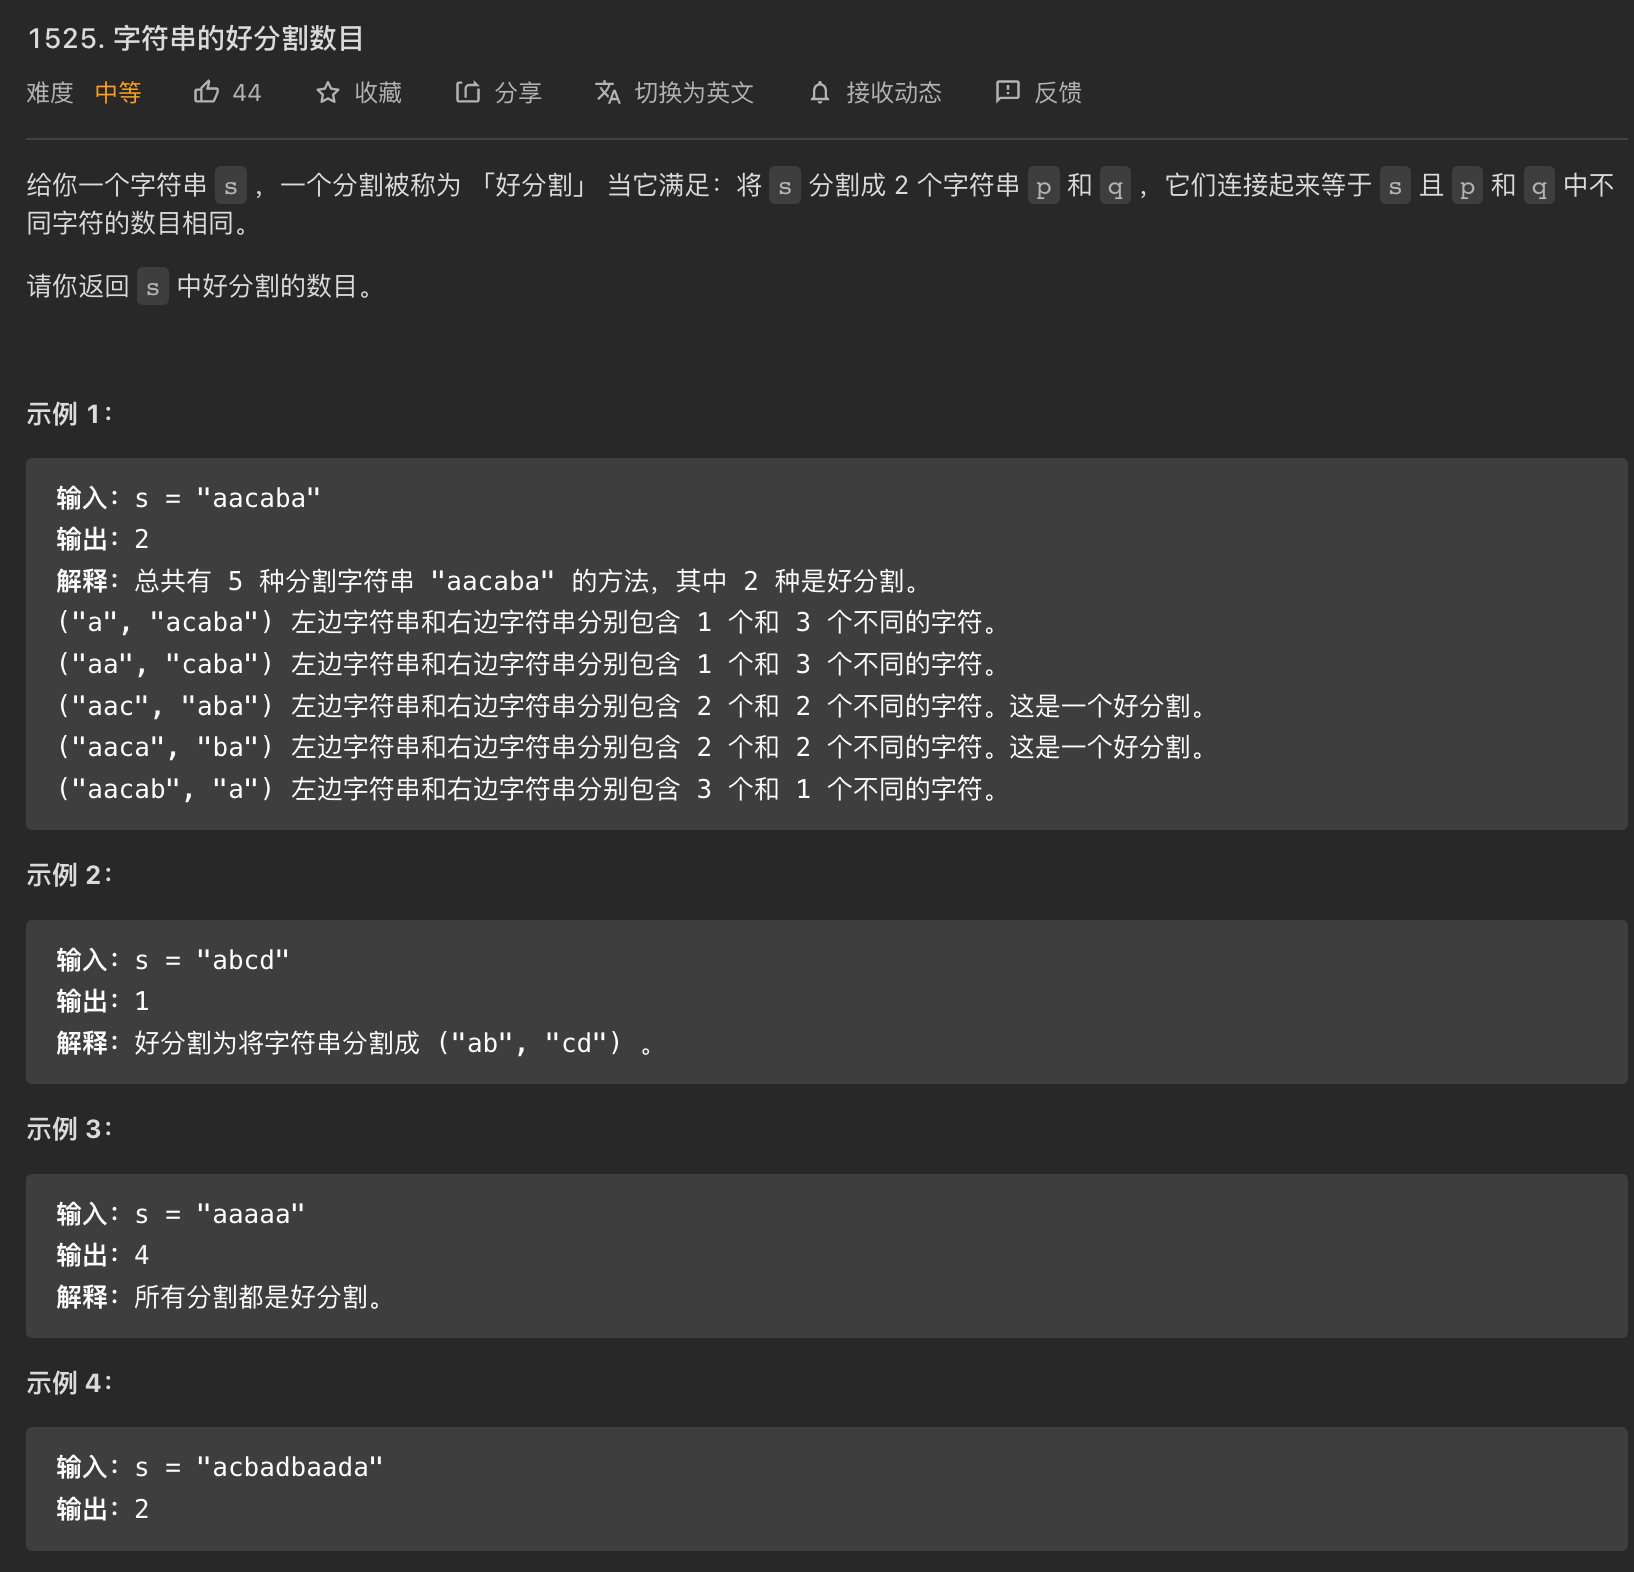 1525. 字符串的好分割数目
难度 中等 44 收藏 分享 切换为英文 接收动态 反馈
给你一个字符串 s ，一个分割被称为 「好分割」 当它满足：将 s 分割成 2 个字符串 p 和 q ，它们连接起来等于 s 且 p 和 q 中不
同字符的数目相同。
请你返回 s 中好分割的数目。
示例 1：
输入：s = "aacaba"
输出：2
解释：总共有 5 种分割字符串 "aacaba" 的方法，其中 2 种是好分割。
("a", "acaba") 左边字符串和右边字符串分别包含 1 个和 3 个不同的字符。
("aa", "caba") 左边字符串和右边字符串分别包含 1 个和 3 个不同的字符。
("aac", "aba") 左边字符串和右边字符串分别包含 2 个和 2 个不同的字符。这是一个好分割。
("aaca", "ba") 左边字符串和右边字符串分别包含 2 个和 2 个不同的字符。这是一个好分割。
("aacab", "a") 左边字符串和右边字符串分别包含 3 个和 1 个不同的字符。
示例 2：
输入：s = "abcd"
输出：1
解释：好分割为将字符串分割成 ("ab", "cd") 。
示例 3：
输入：s = "aaaaa"
输出：4
解释：所有分割都是好分割。
示例 4：
输入：s = "acbadbaada"
输出：2